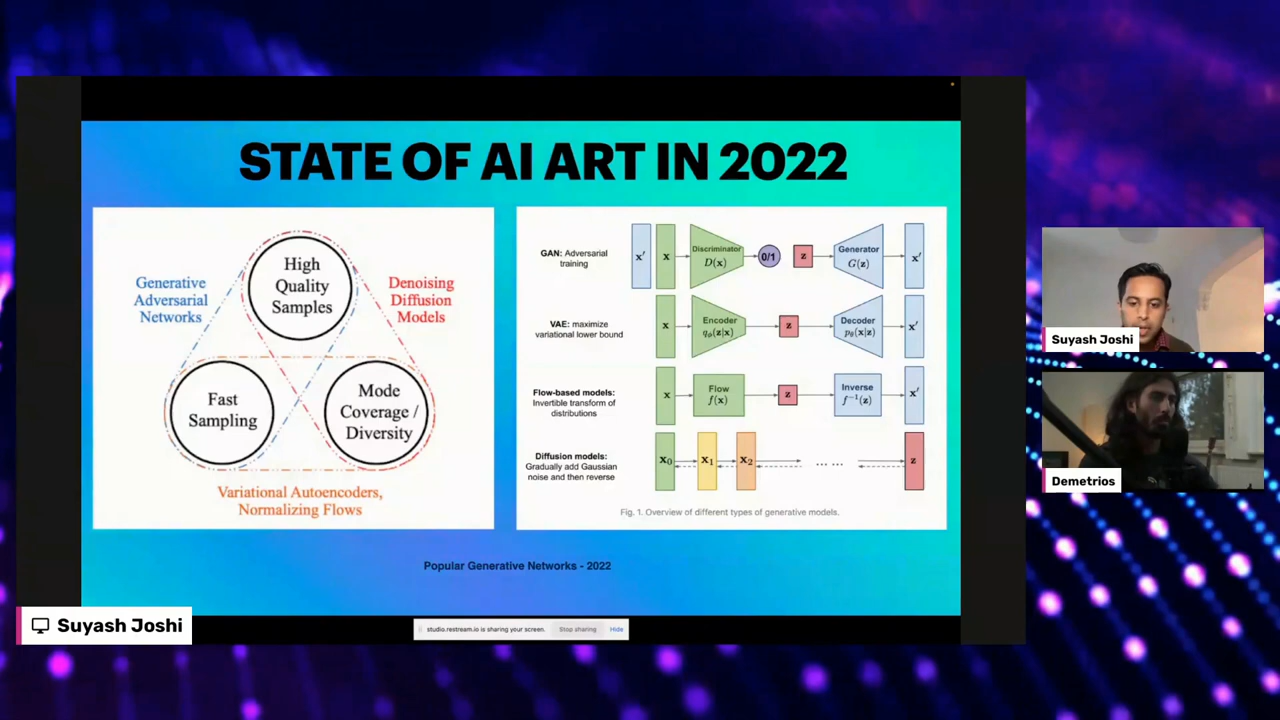 STATE OF AI ART IN 2022
Generative
Adversarial
Networks
High
Quality
Samples
Denoising
Diffusion
Models
Fast
Sampling
Mode
Coverage /
Diversity
Variational Autoencoders,
Normalizing Flows
GAN: Adversarial
training
x'
x
Discriminator
D(x)
0/1
z
Generator
G(z)
x'
VAE: maximize
variational lower bound
x
Encoder
qφ(z|x)
z
Decoder
pθ(x|z)
x'
Flow-based models:
Invertible transform of
distributions
x
Flow
f(x)
z
Inverse
f⁻¹(z)
x'
Diffusion models:
Gradually add Gaussian
noise and then reverse
x₀
x₁
x₂
... ...
z
Fig. 1. Overview of different types of generative models.
Popular Generative Networks - 2022
studio.restream.io is sharing your screen.
Stop sharing
Hide
Suyash Joshi
Suyash Joshi
Demetrios